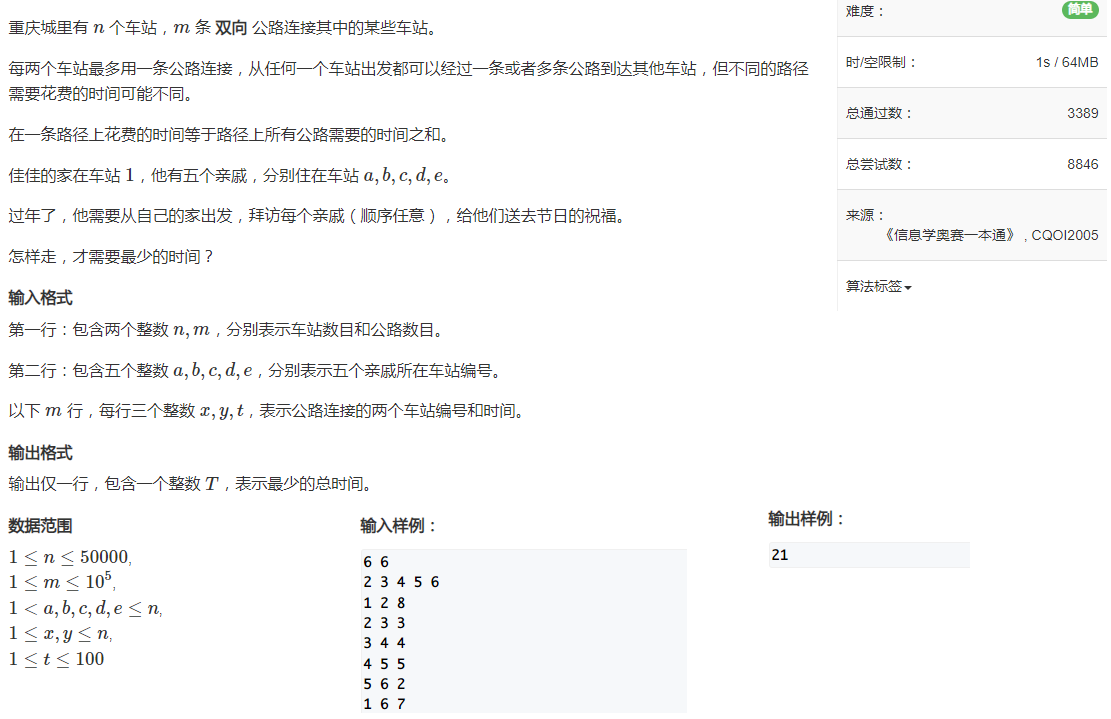 重庆城里有 n 个车站，m 条 双向 公路连接其中的某些车站。
每两个车站最多用一条公路连接，从任何一个车站出发都可以经过一条或者多条公路到达其他车站，但不同的路径
需要花费的时间可能不同。
在一条路径上花费的时间等于路径上所有公路需要的时间之和。
佳佳的家在车站 1，他有五个亲戚，分别住在车站 a, b, c, d, e。
过年了，他需要从自己的家出发，拜访每个亲戚（顺序任意），给他们送去节日的祝福。
怎样走，才需要最少的时间？
输入格式
第一行：包含两个整数 n, m，分别表示车站数目和公路数目。
第二行：包含五个整数 a, b, c, d, e，分别表示五个亲戚所在车站编号。
以下 m 行，每行三个整数 x, y, t，表示公路连接的两个车站编号和时间。
输出格式
输出仅一行，包含一个整数 T，表示最少的总时间。
数据范围
1 ≤ n ≤ 50000,
1 ≤ m ≤ 10^5,
1 < a, b, c, d, e ≤ n,
1 ≤ x, y ≤ n,
1 ≤ t ≤ 100
输入样例：
6 6
2 3 4 5 6
1 2 8
2 3 3
3 4 4
4 5 5
5 6 2
1 6 7
输出样例：
21
难度： 简单
时/空限制： 1s / 64MB
总通过数： 3389
总尝试数： 8846
来源：
《信息学奥赛一本通》 , CQOI2005
算法标签